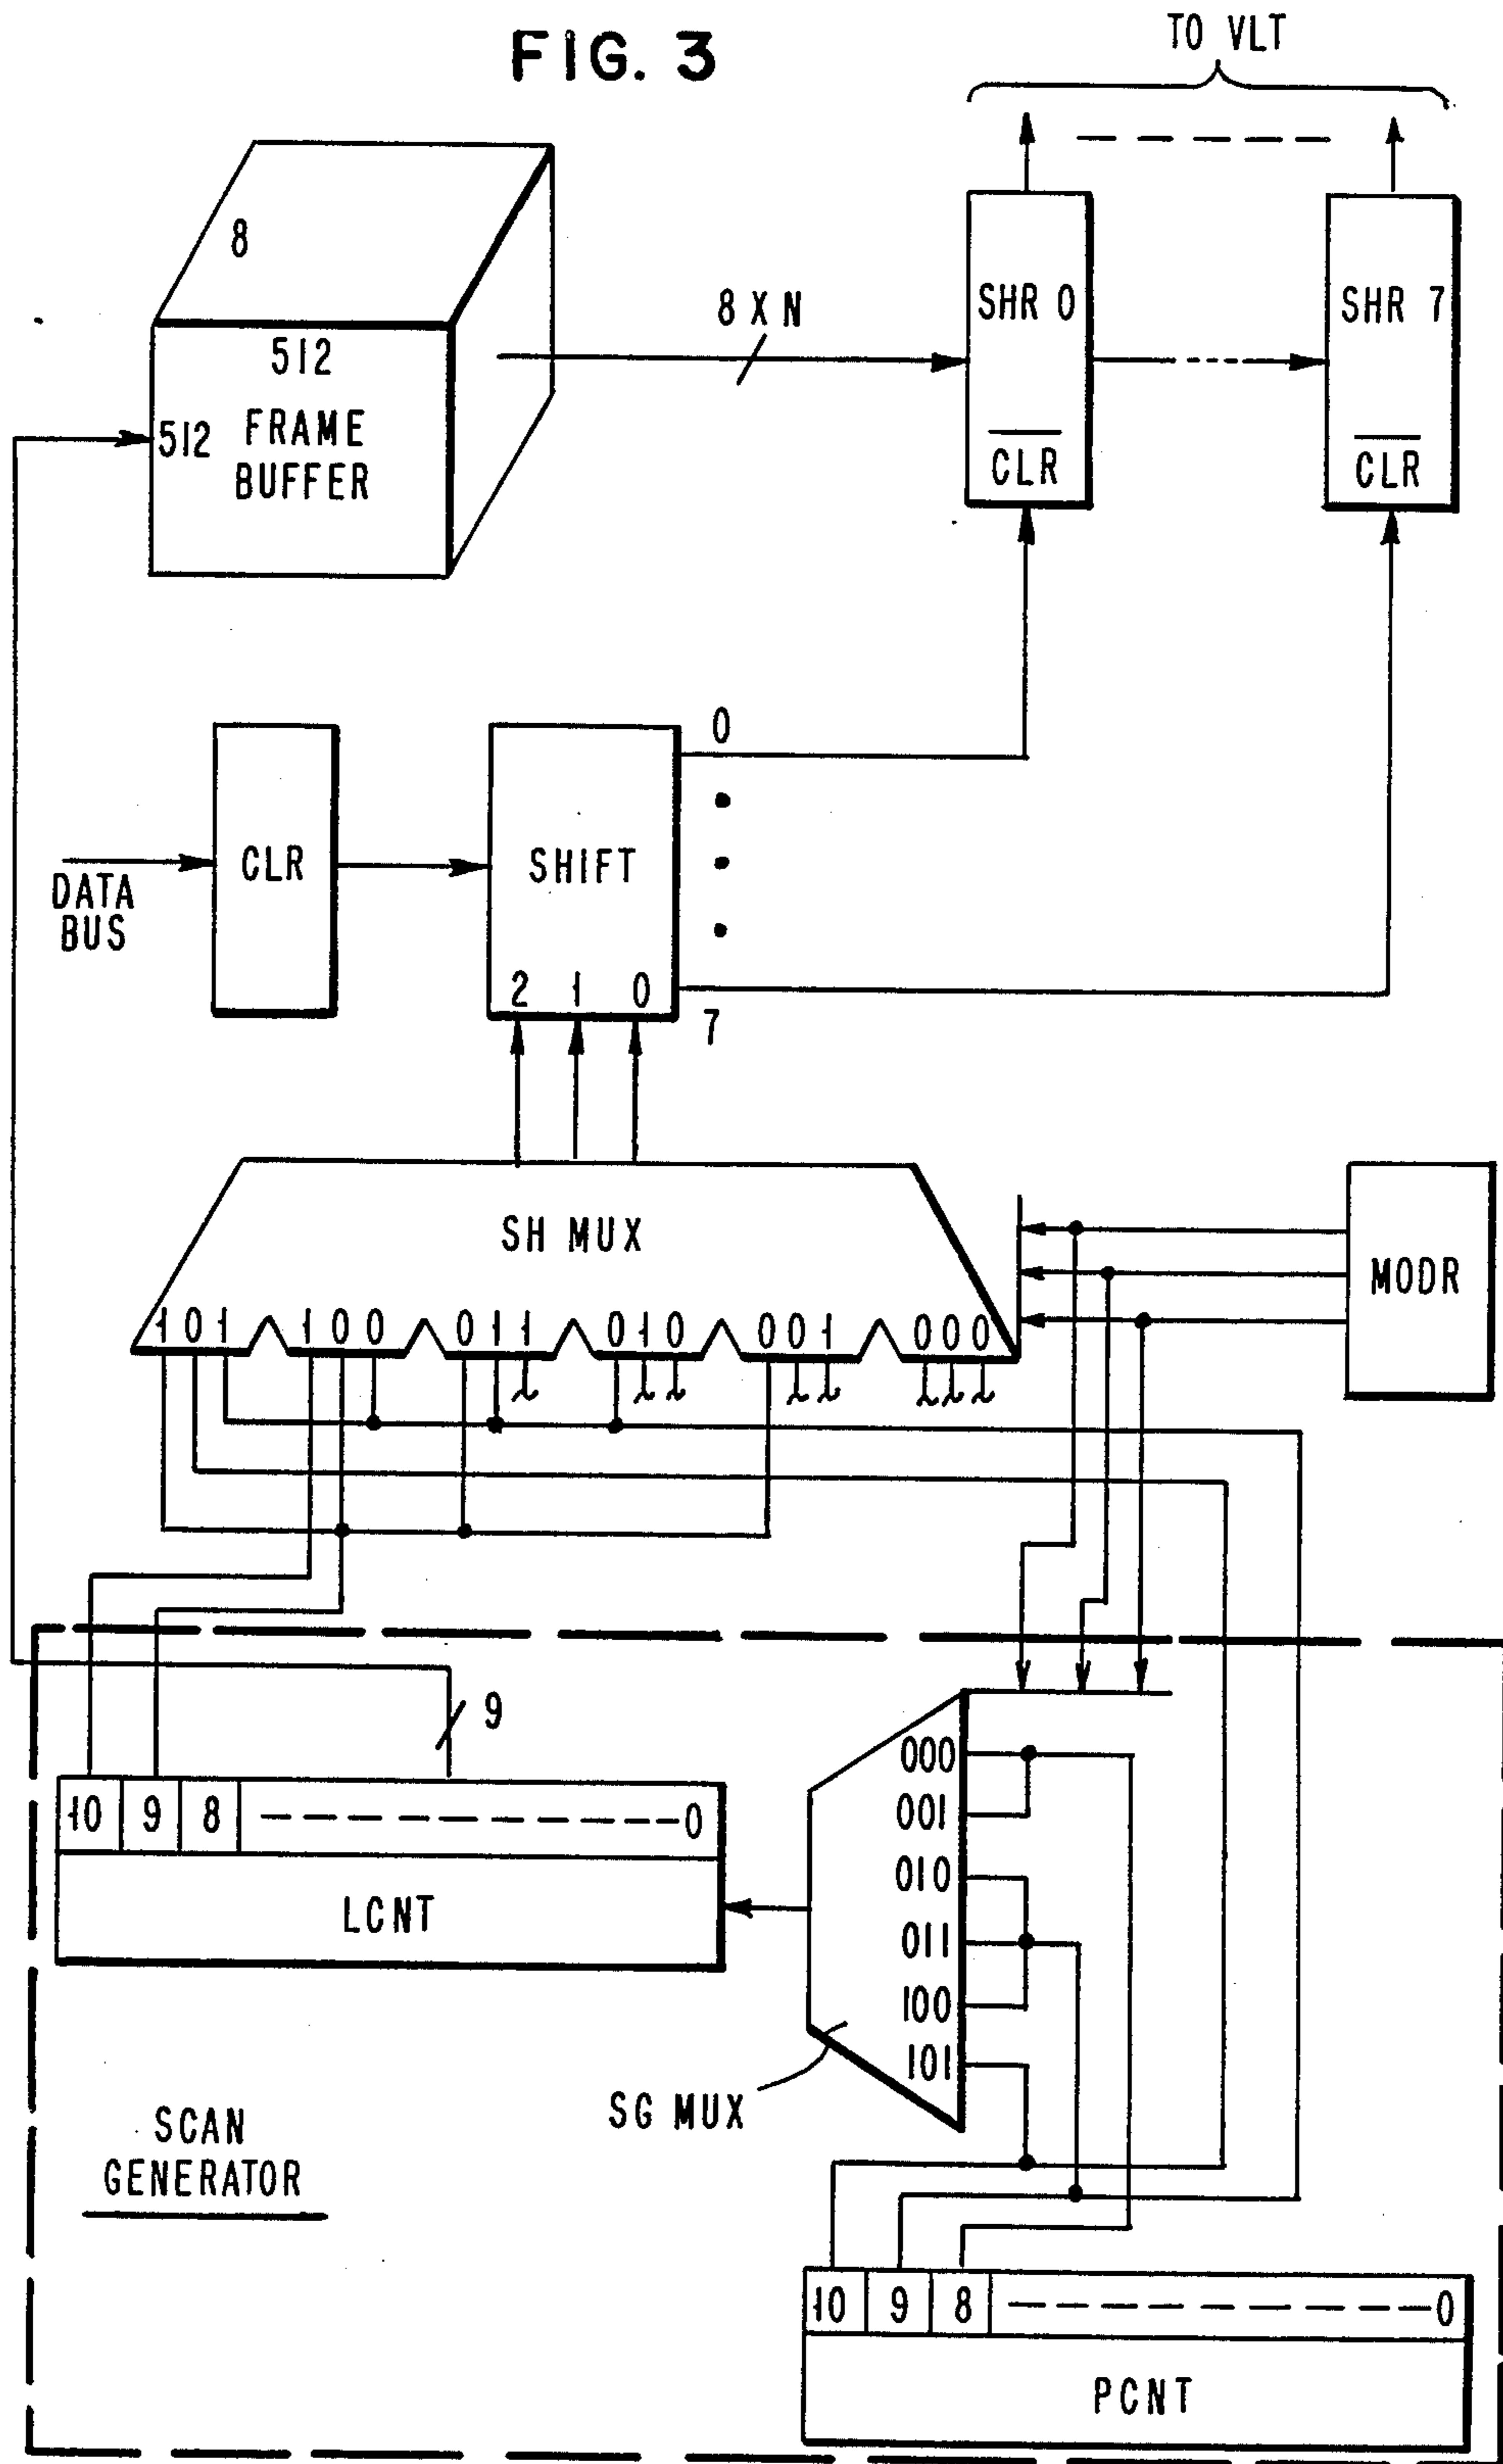 FIG. 3
TO VLT
8
512
512 FRAME
BUFFER
8 X N
SHR 0
CLR
SHR 7
CLR
DATA
BUS
CLR
SHIFT
2 1 0
0
7
SH MUX
101 100 011 010 001 000
MODR
9
10 9 8 0
LCNT
000
001
010
011
100
101
SG MUX
SCAN
GENERATOR
10 9 8 0
PCNT